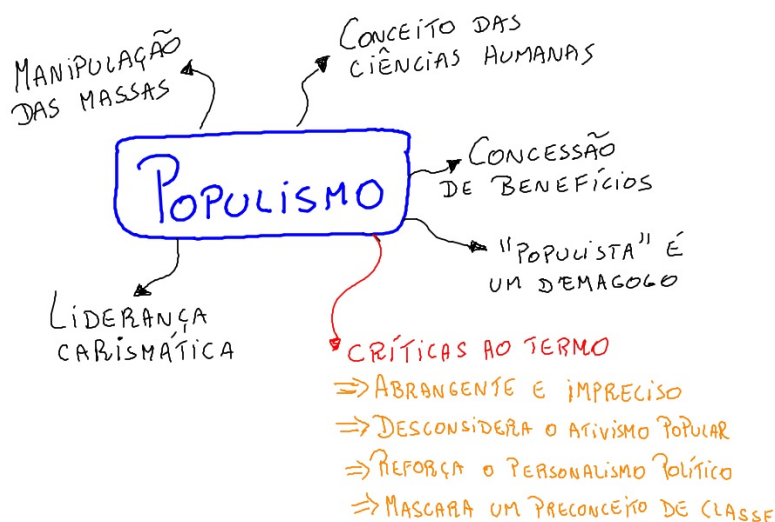 MANIPULAÇÃO
DAS MASSAS
CONCEITO DAS
CIÊNCIAS HUMANAS
POPULISMO
CONCESSÃO
DE BENEFÍCIOS
"POPULISTA" É
UM DEMAGOGO
LIDERANÇA
CARISMÁTICA
CRÍTICAS AO TERMO
⇒ ABRANGENTE E IMPRECISO
⇒ DESCONSIDERA O ATIVISMO POPULAR
⇒ REFORÇA O PERSONALISMO POLÍTICO
⇒ MASCARA UM PRECONCEITO DE CLASSE